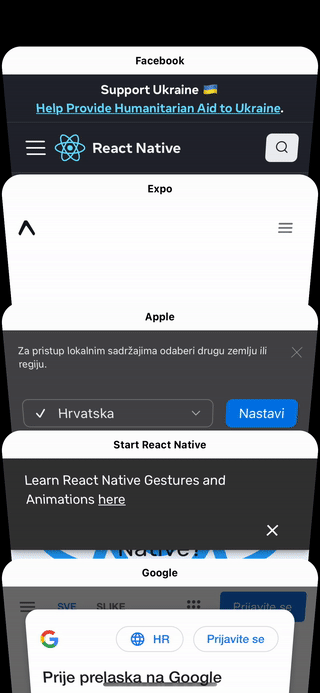 Facebook
Support Ukraine 🇺🇦
Help Provide Humanitarian Aid to Ukraine.
React Native
Expo
Apple
Za pristup lokalnim sadržajima odaberi drugu zemlju ili
regiju.
Hrvatska
Nastavi
Start React Native
Learn React Native Gestures and
Animations here
Native?
Google
SVE SLIKE Prijavite se
HR Prijavite se
Prije prelaska na Google